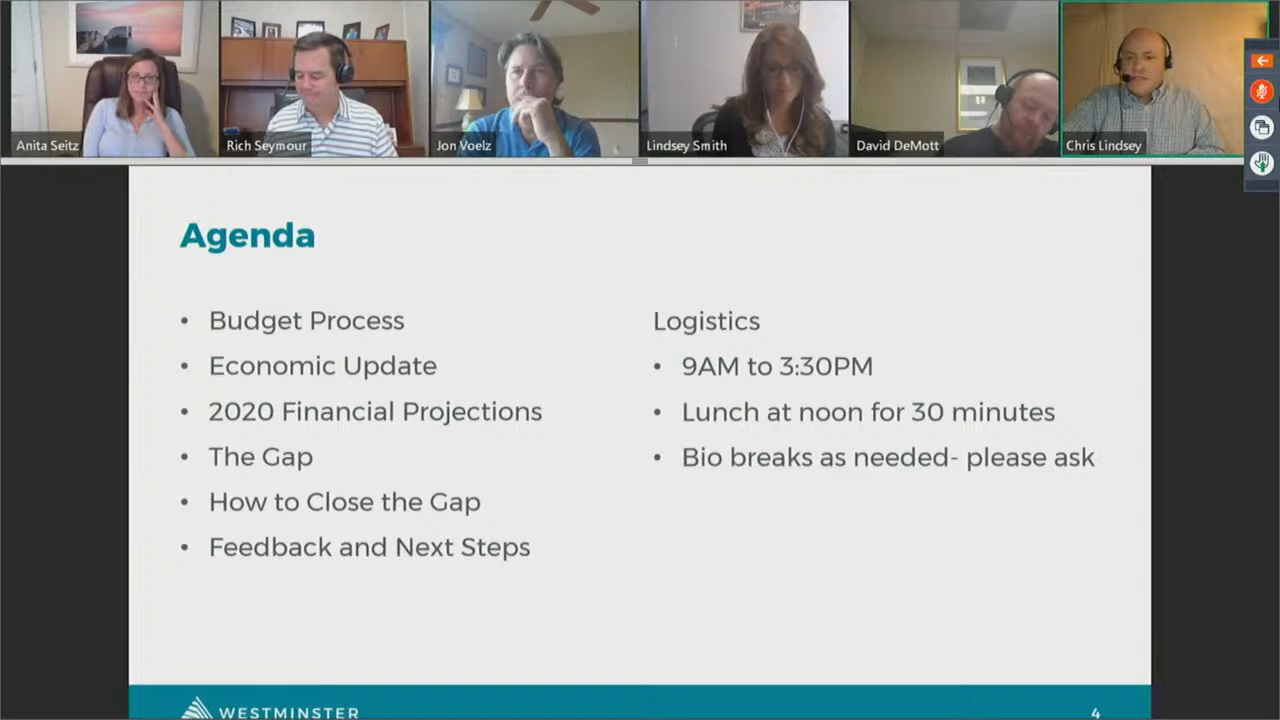 Anita Seitz
Rich Seymour
Jon Voelz
Lindsey Smith
David DeMott
Chris Lindsey
Agenda
• Budget Process
• Economic Update
• 2020 Financial Projections
• The Gap
• How to Close the Gap
• Feedback and Next Steps
Logistics
• 9AM to 3:30PM
• Lunch at noon for 30 minutes
• Bio breaks as needed- please ask
WESTMINSTER
4